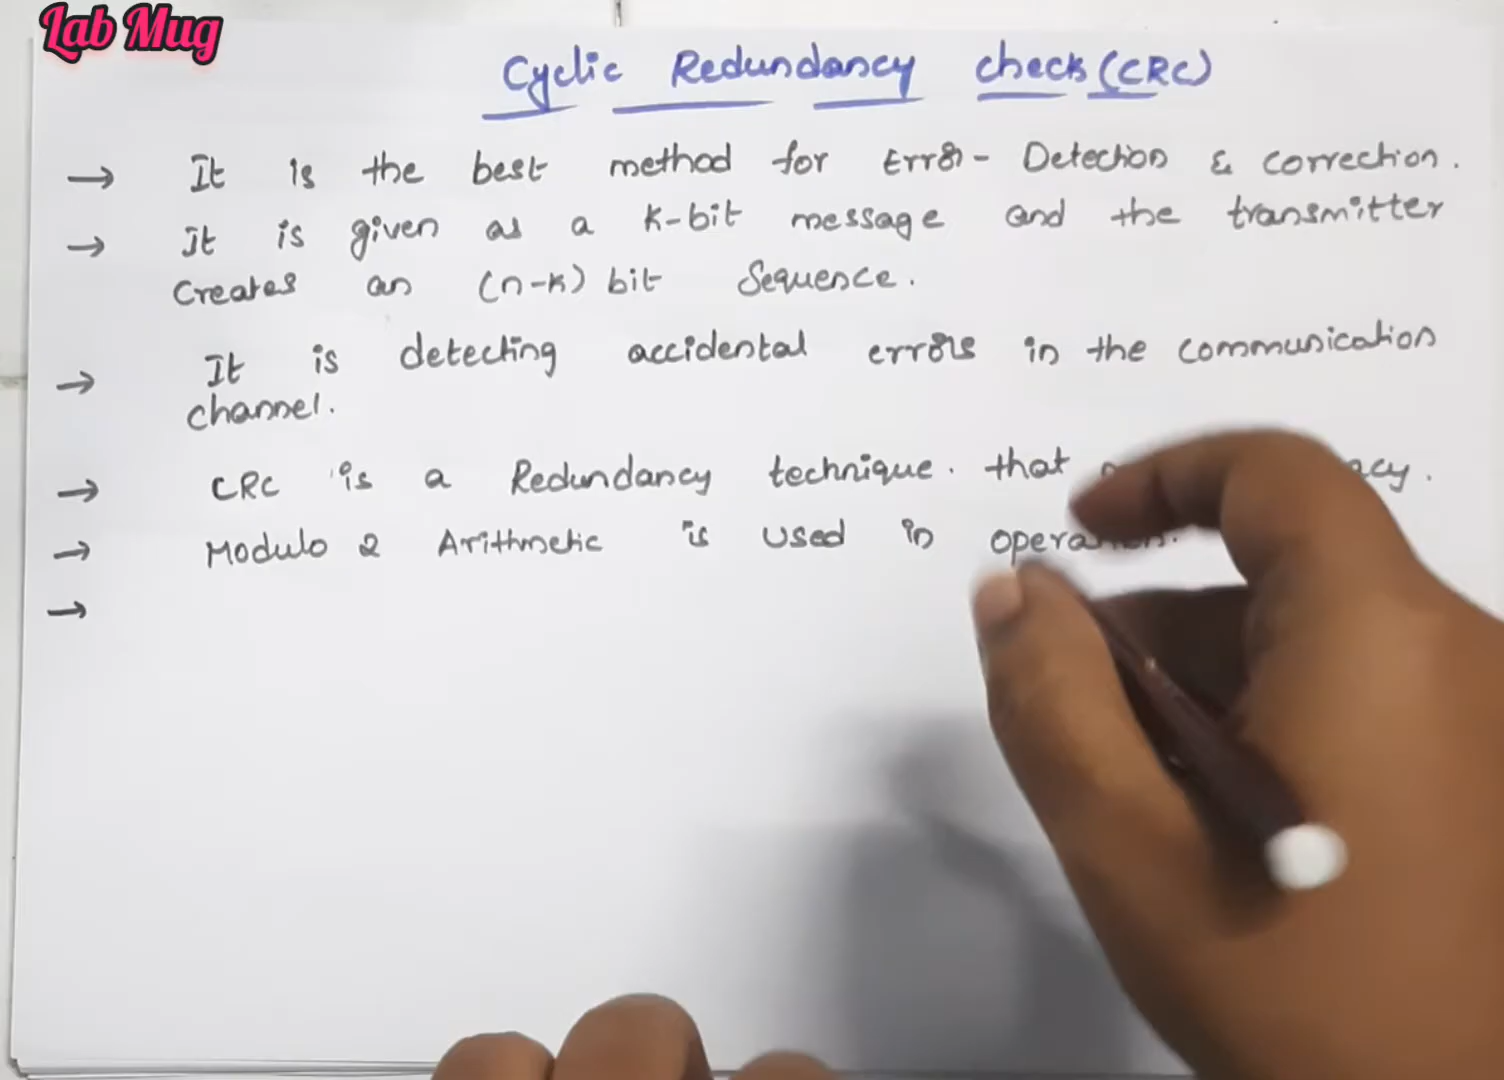 Lab Mug
Cyclic Redundancy check (CRC)
→ It is the best method for Error-Detection & correction.
→ It is given as a K-bit message and the transmitter
creates an (n-k) bit sequence.
→ It is detecting accidental errors in the communication
channel.
→ CRC is a Redundancy technique. that
→ Modulo 2 Arithmetic is used in operation.
→